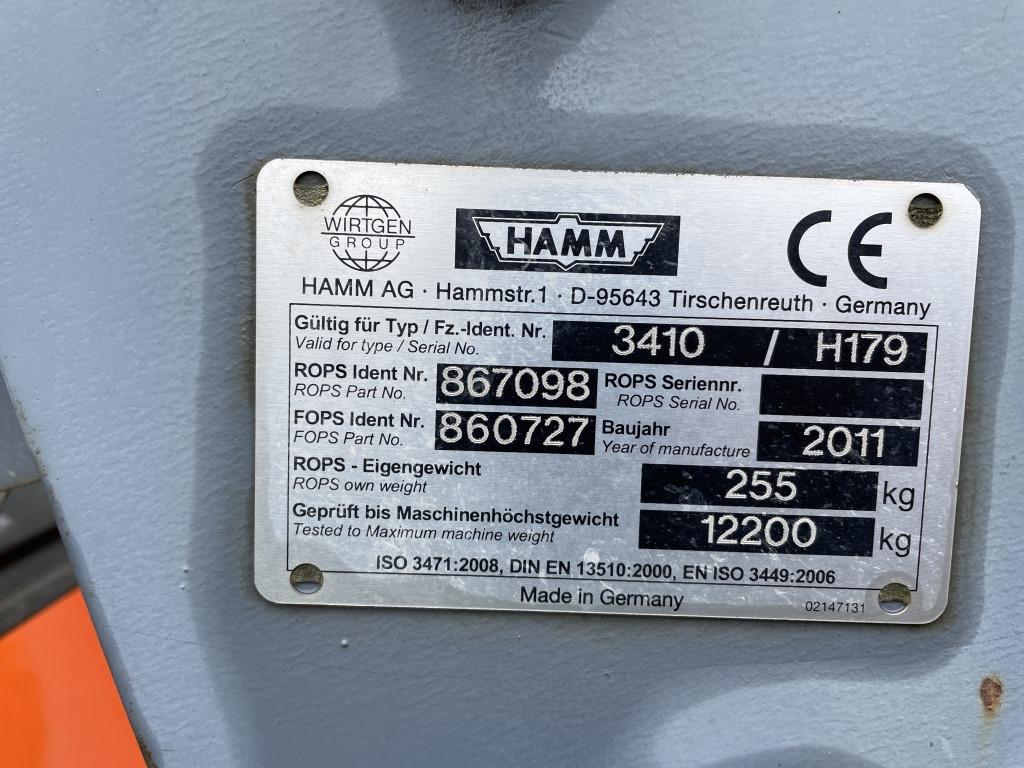 WIRTGEN
GROUP
HAMM
CE
HAMM AG · Hammstr.1 · D-95643 Tirschenreuth · Germany
Gültig für Typ / Fz.-Ident. Nr. 3410 / H179
Valid for type / Serial No.
ROPS Ident Nr. 867098 ROPS Seriennr.
ROPS Part No. ROPS Serial No.
FOPS Ident Nr. 860727 Baujahr 2011
FOPS Part No. Year of manufacture
ROPS - Eigengewicht 255 kg
ROPS own weight
Geprüft bis Maschinenhöchstgewicht 12200 kg
Tested to Maximum machine weight
ISO 3471:2008, DIN EN 13510:2000, EN ISO 3449:2006
Made in Germany 02147131